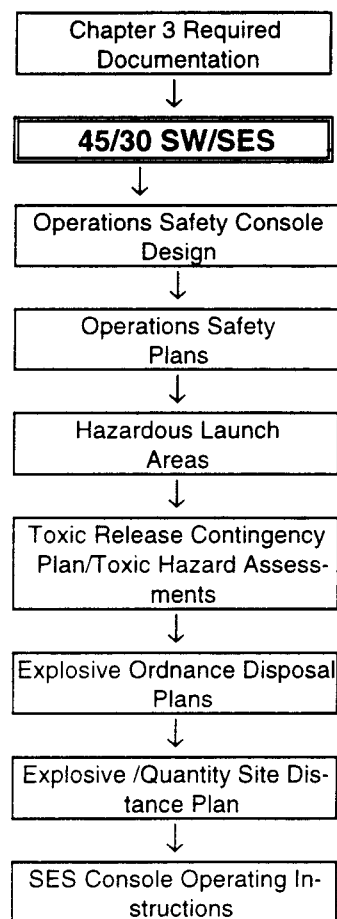 Chapter 3 Required
Documentation
45/30 SW/SES
Operations Safety Console
Design
Operations Safety
Plans
Hazardous Launch
Areas
Toxic Release Contingency
Plan/Toxic Hazard Assess-
ments
Explosive Ordnance Disposal
Plans
Explosive /Quantity Site Dis-
tance Plan
SES Console Operating In-
structions